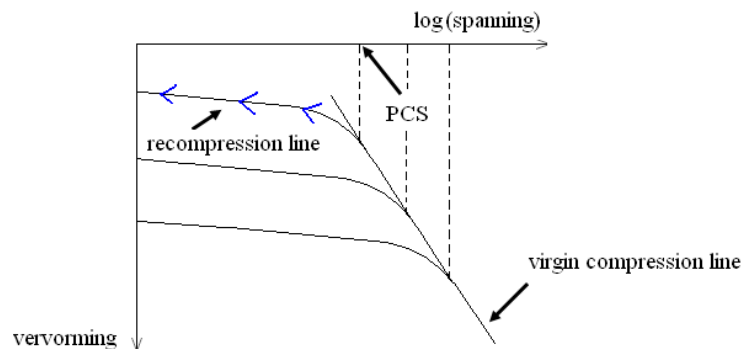 log(spanning)
PCS
recompression line
virgin compression line
vervorming